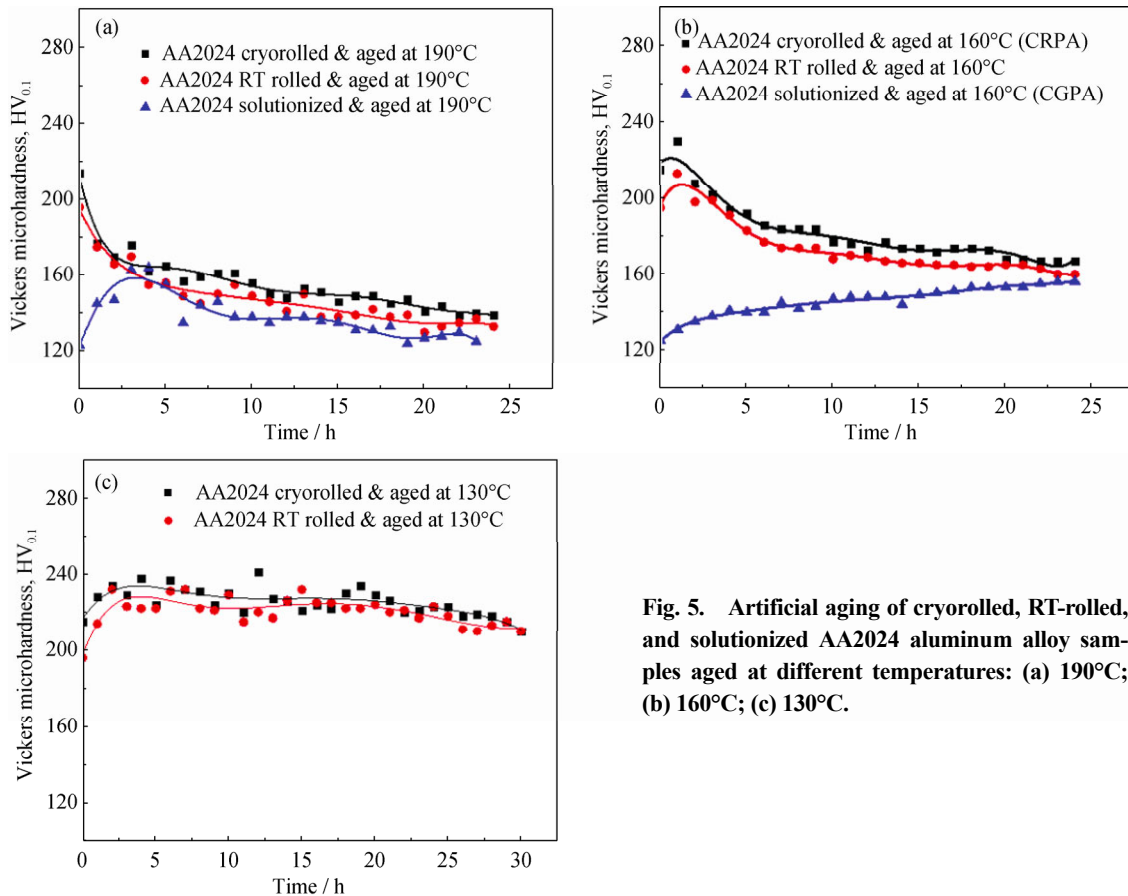 (a)
AA2024 cryorolled & aged at 190°C
AA2024 RT rolled & aged at 190°C
AA2024 solutionized & aged at 190°C
Vickers microhardness, HV0.1
280
240
200
160
120
0 5 10 15 20 25
Time / h
(b)
AA2024 cryorolled & aged at 160°C (CRPA)
AA2024 RT rolled & aged at 160°C
AA2024 solutionized & aged at 160°C (CGPA)
Vickers microhardness, HV0.1
280
240
200
160
120
0 5 10 15 20 25
Time / h
(c)
AA2024 cryorolled & aged at 130°C
AA2024 RT rolled & aged at 130°C
Vickers microhardness, HV0.1
280
240
200
160
120
0 5 10 15 20 25 30
Time / h
Fig. 5. Artificial aging of cryorolled, RT-rolled,
and solutionized AA2024 aluminum alloy sam-
ples aged at different temperatures: (a) 190°C;
(b) 160°C; (c) 130°C.